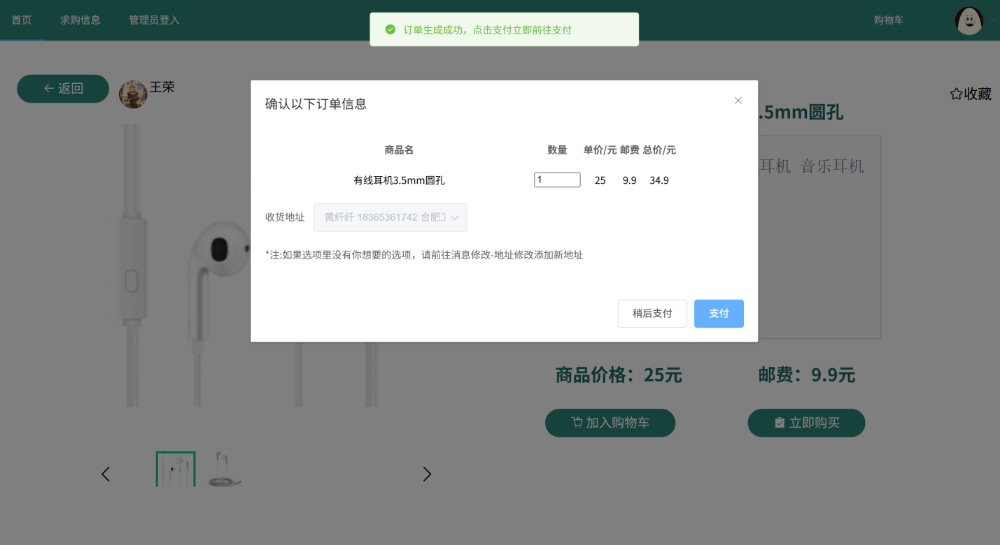 首页 求购信息 管理员登入 购物车
订单生成成功，点击支付立即前往支付
返回 王荣
收藏
确认以下订单信息
.5mm圆孔
商品名 数量 单价/元 邮费 总价/元
耳机 音乐耳机
有线耳机3.5mm圆孔 1 25 9.9 34.9
收货地址 黄纤纤 18365361742 合肥工
*注:如果选项里没有你想要的选项，请前往消息修改-地址修改添加新地址
稍后支付 支付
商品价格：25元 邮费：9.9元
加入购物车 立即购买